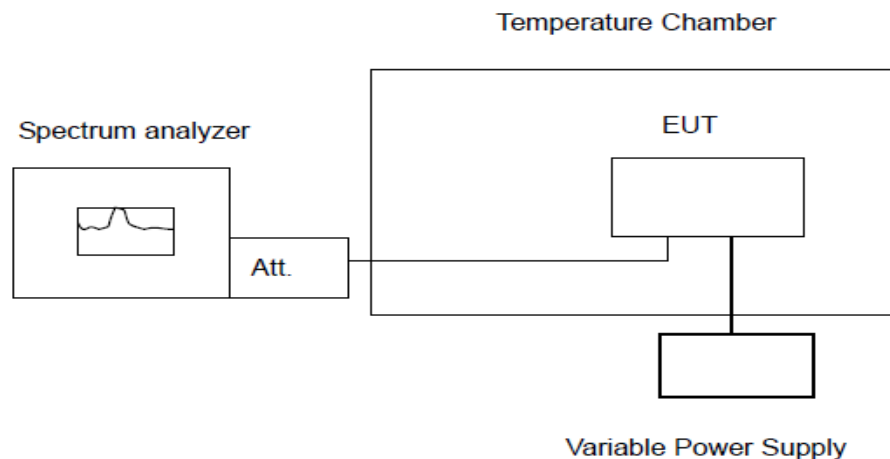 Temperature Chamber
Spectrum analyzer
EUT
Att.
Variable Power Supply